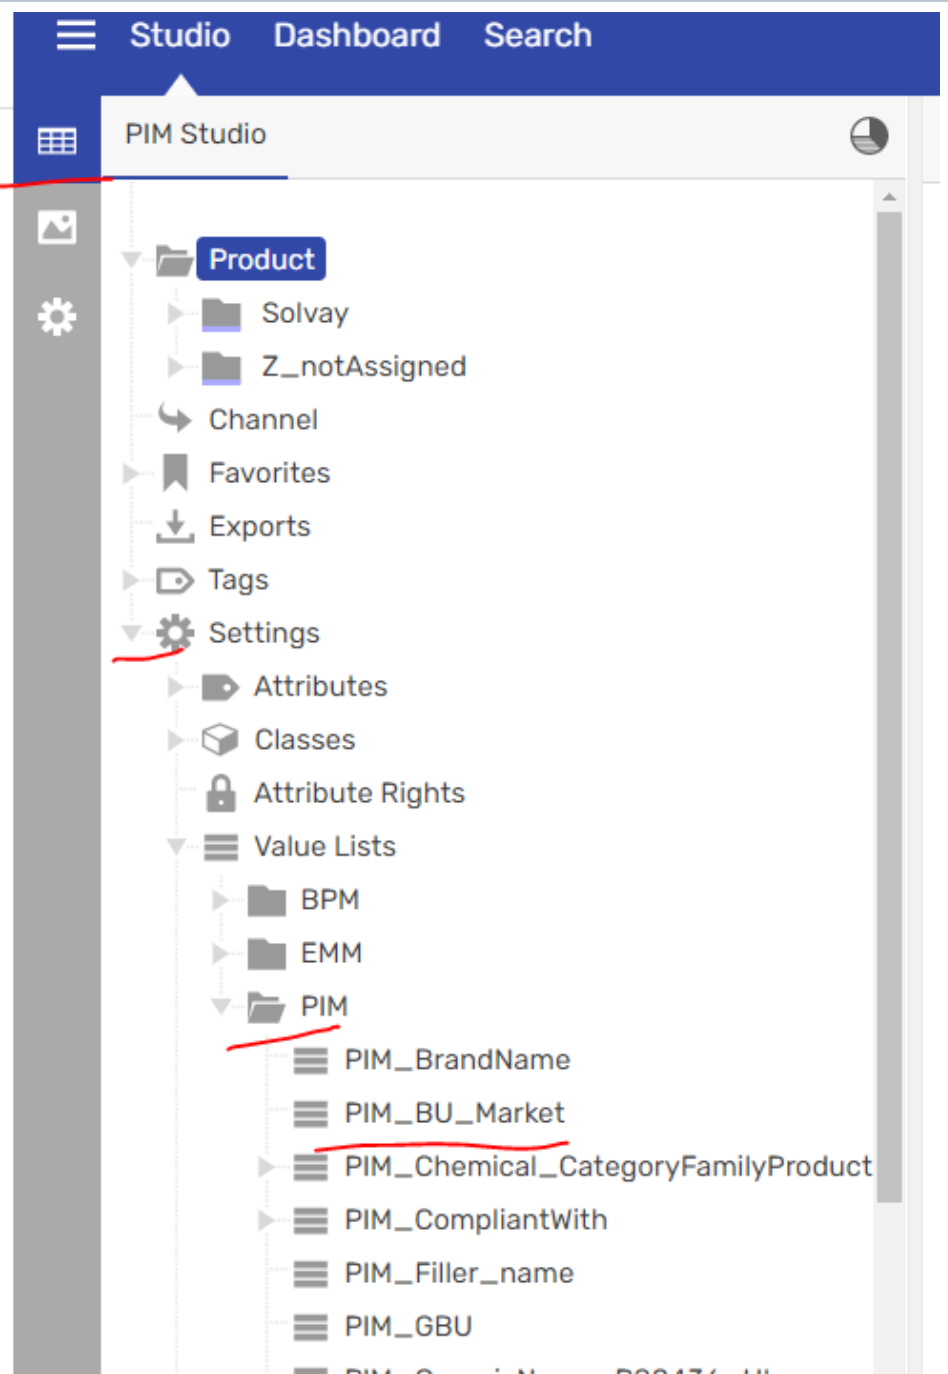 Studio Dashboard Search
PIM Studio
Product
Solvay
Z_notAssigned
Channel
Favorites
Exports
Tags
Settings
Attributes
Classes
Attribute Rights
Value Lists
BPM
EMM
PIM
PIM_BrandName
PIM_BU_Market
PIM_Chemical_CategoryFamilyProduct
PIM_CompliantWith
PIM_Filler_name
PIM_GBU